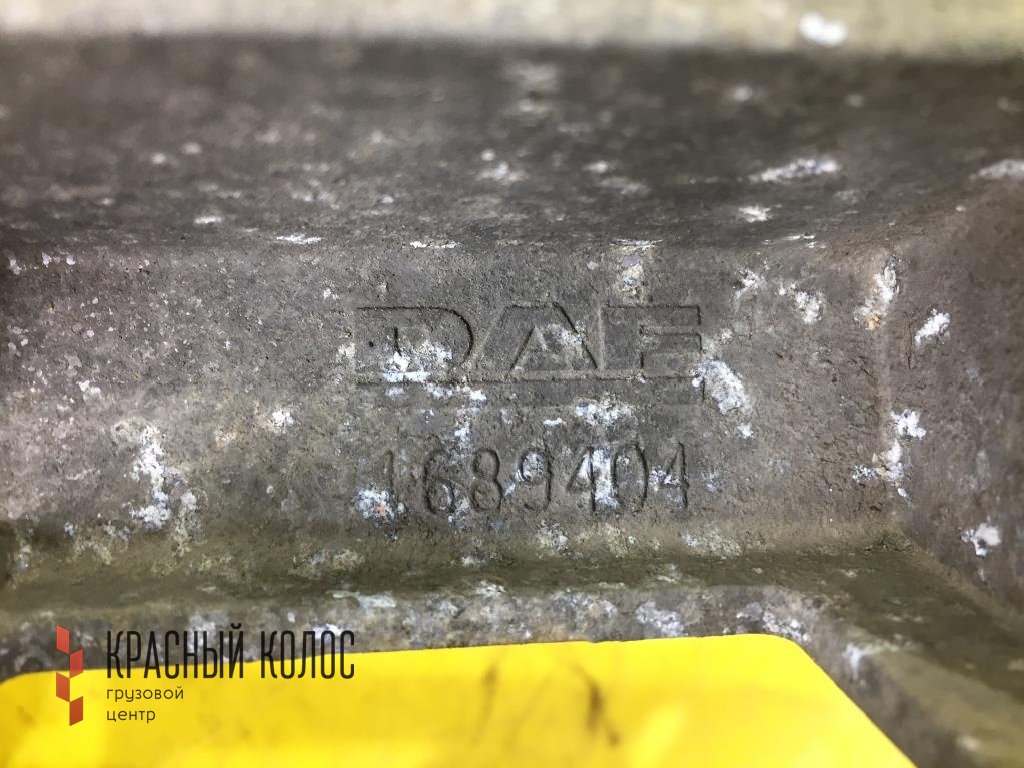 DAF
1689404
КРАСНЫЙ КОЛОС
грузовой
центр